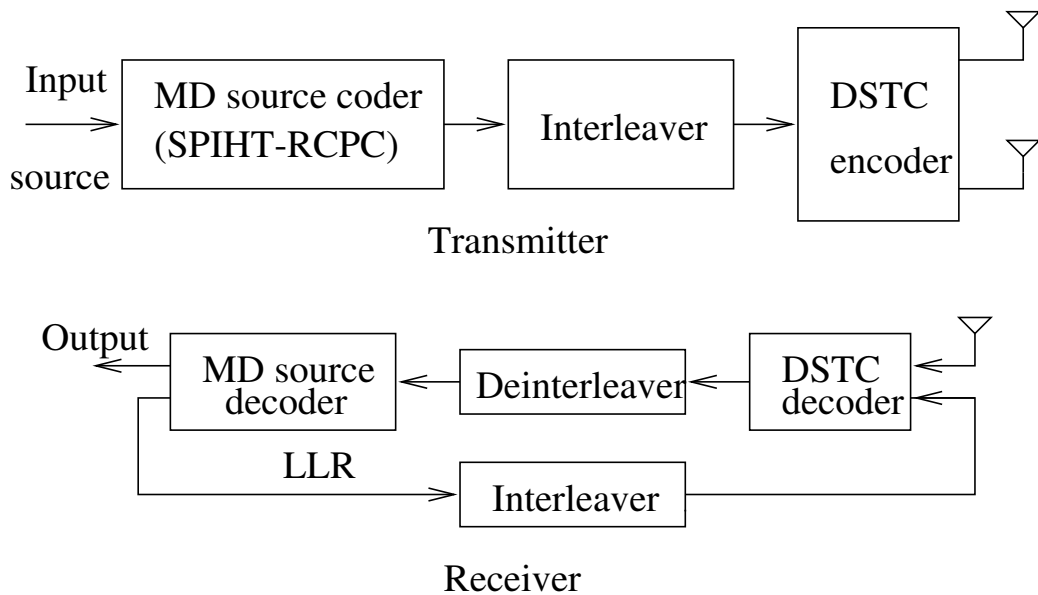 Input
source
MD source coder
(SPIHT-RCPC)
Interleaver
DSTC
encoder
Transmitter
Output
MD source
decoder
Deinterleaver
DSTC
decoder
LLR
Interleaver
Receiver